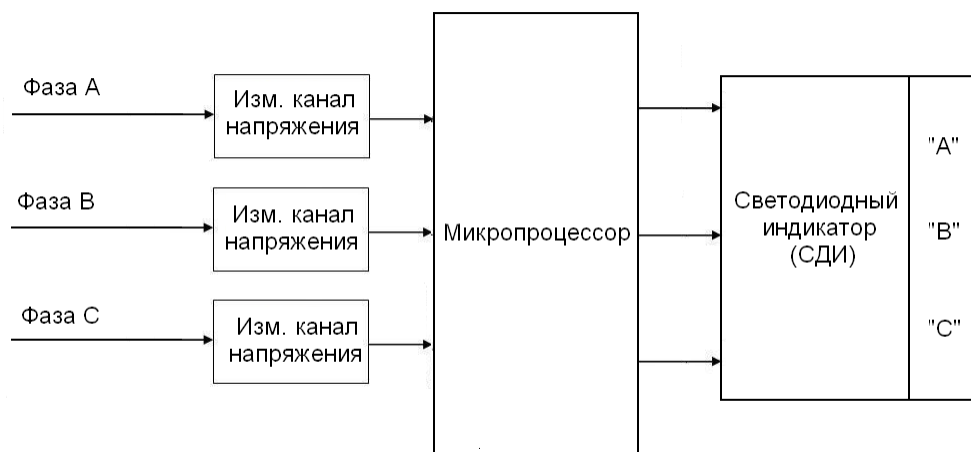 Фаза А
Изм. канал
напряжения
Фаза В
Изм. канал
напряжения
Фаза С
Изм. канал
напряжения
Микропроцессор
Светодиодный
индикатор
(СДИ)
"А"
"В"
"С"